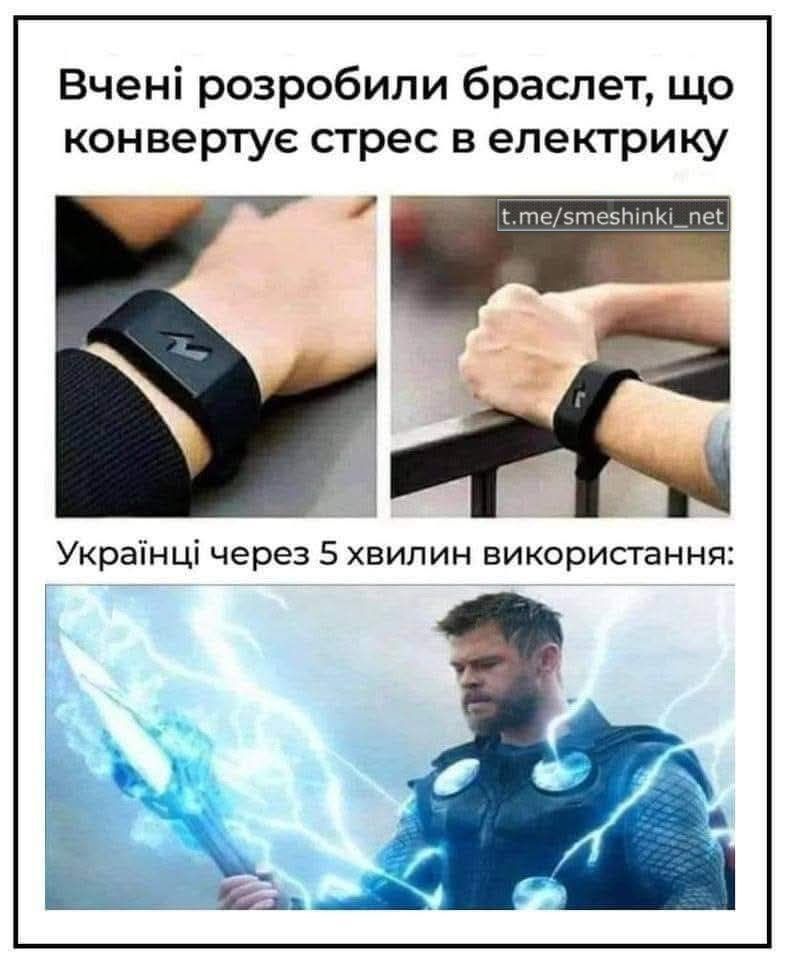 Вчені розробили браслет, що
конвертує стрес в електрику
t.me/smeshinki_net
Українці через 5 хвилин використання: